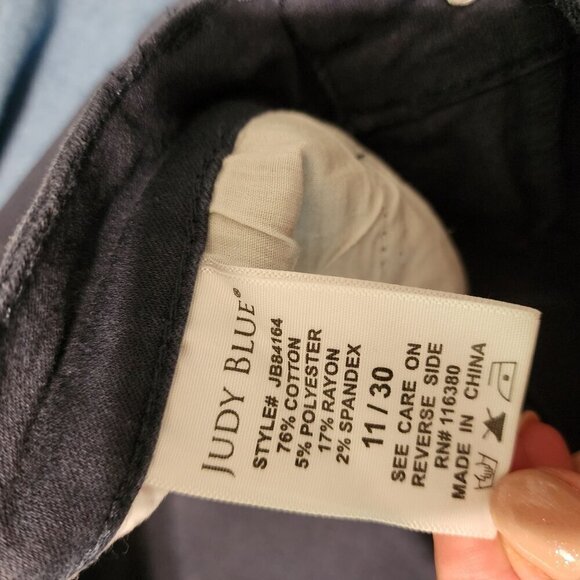 JUDY BLUE®
STYLE# JB84164
76% COTTON
5% POLYESTER
17% RAYON
2% SPANDEX
11 / 30
SEE CARE ON
REVERSE SIDE
RN# 116380
MADE IN CHINA